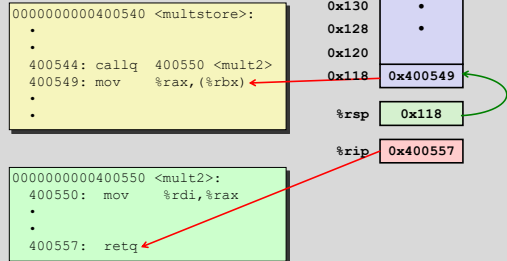 0000000000400540 <multstore>:
•
•
400544: callq 400550 <mult2>
400549: mov %rax,(%rbx)
•
•
0x130 •
0x128 •
0x120
0x118 0x400549
%rsp 0x118
%rip 0x400557
0000000000400550 <mult2>:
400550: mov %rdi,%rax
•
•
400557: retq